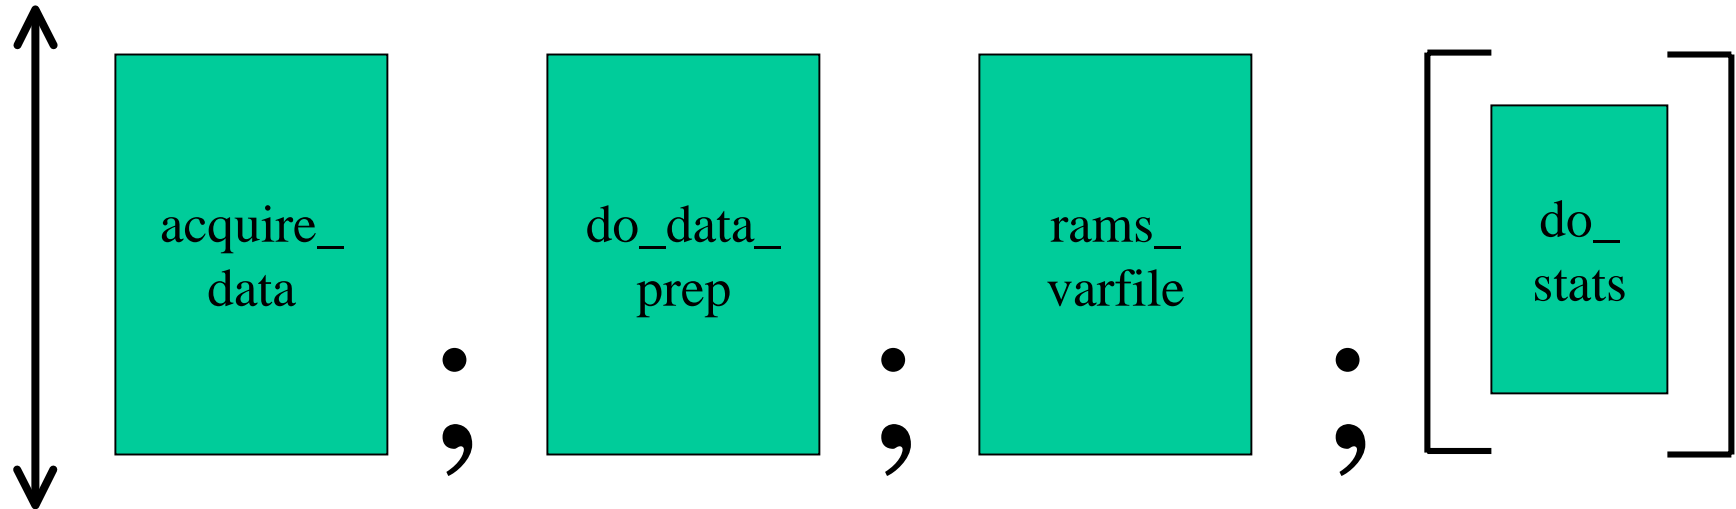 acquire_
data
;
do_data_
prep
;
rams_
varfile
;
[
do_
stats
]